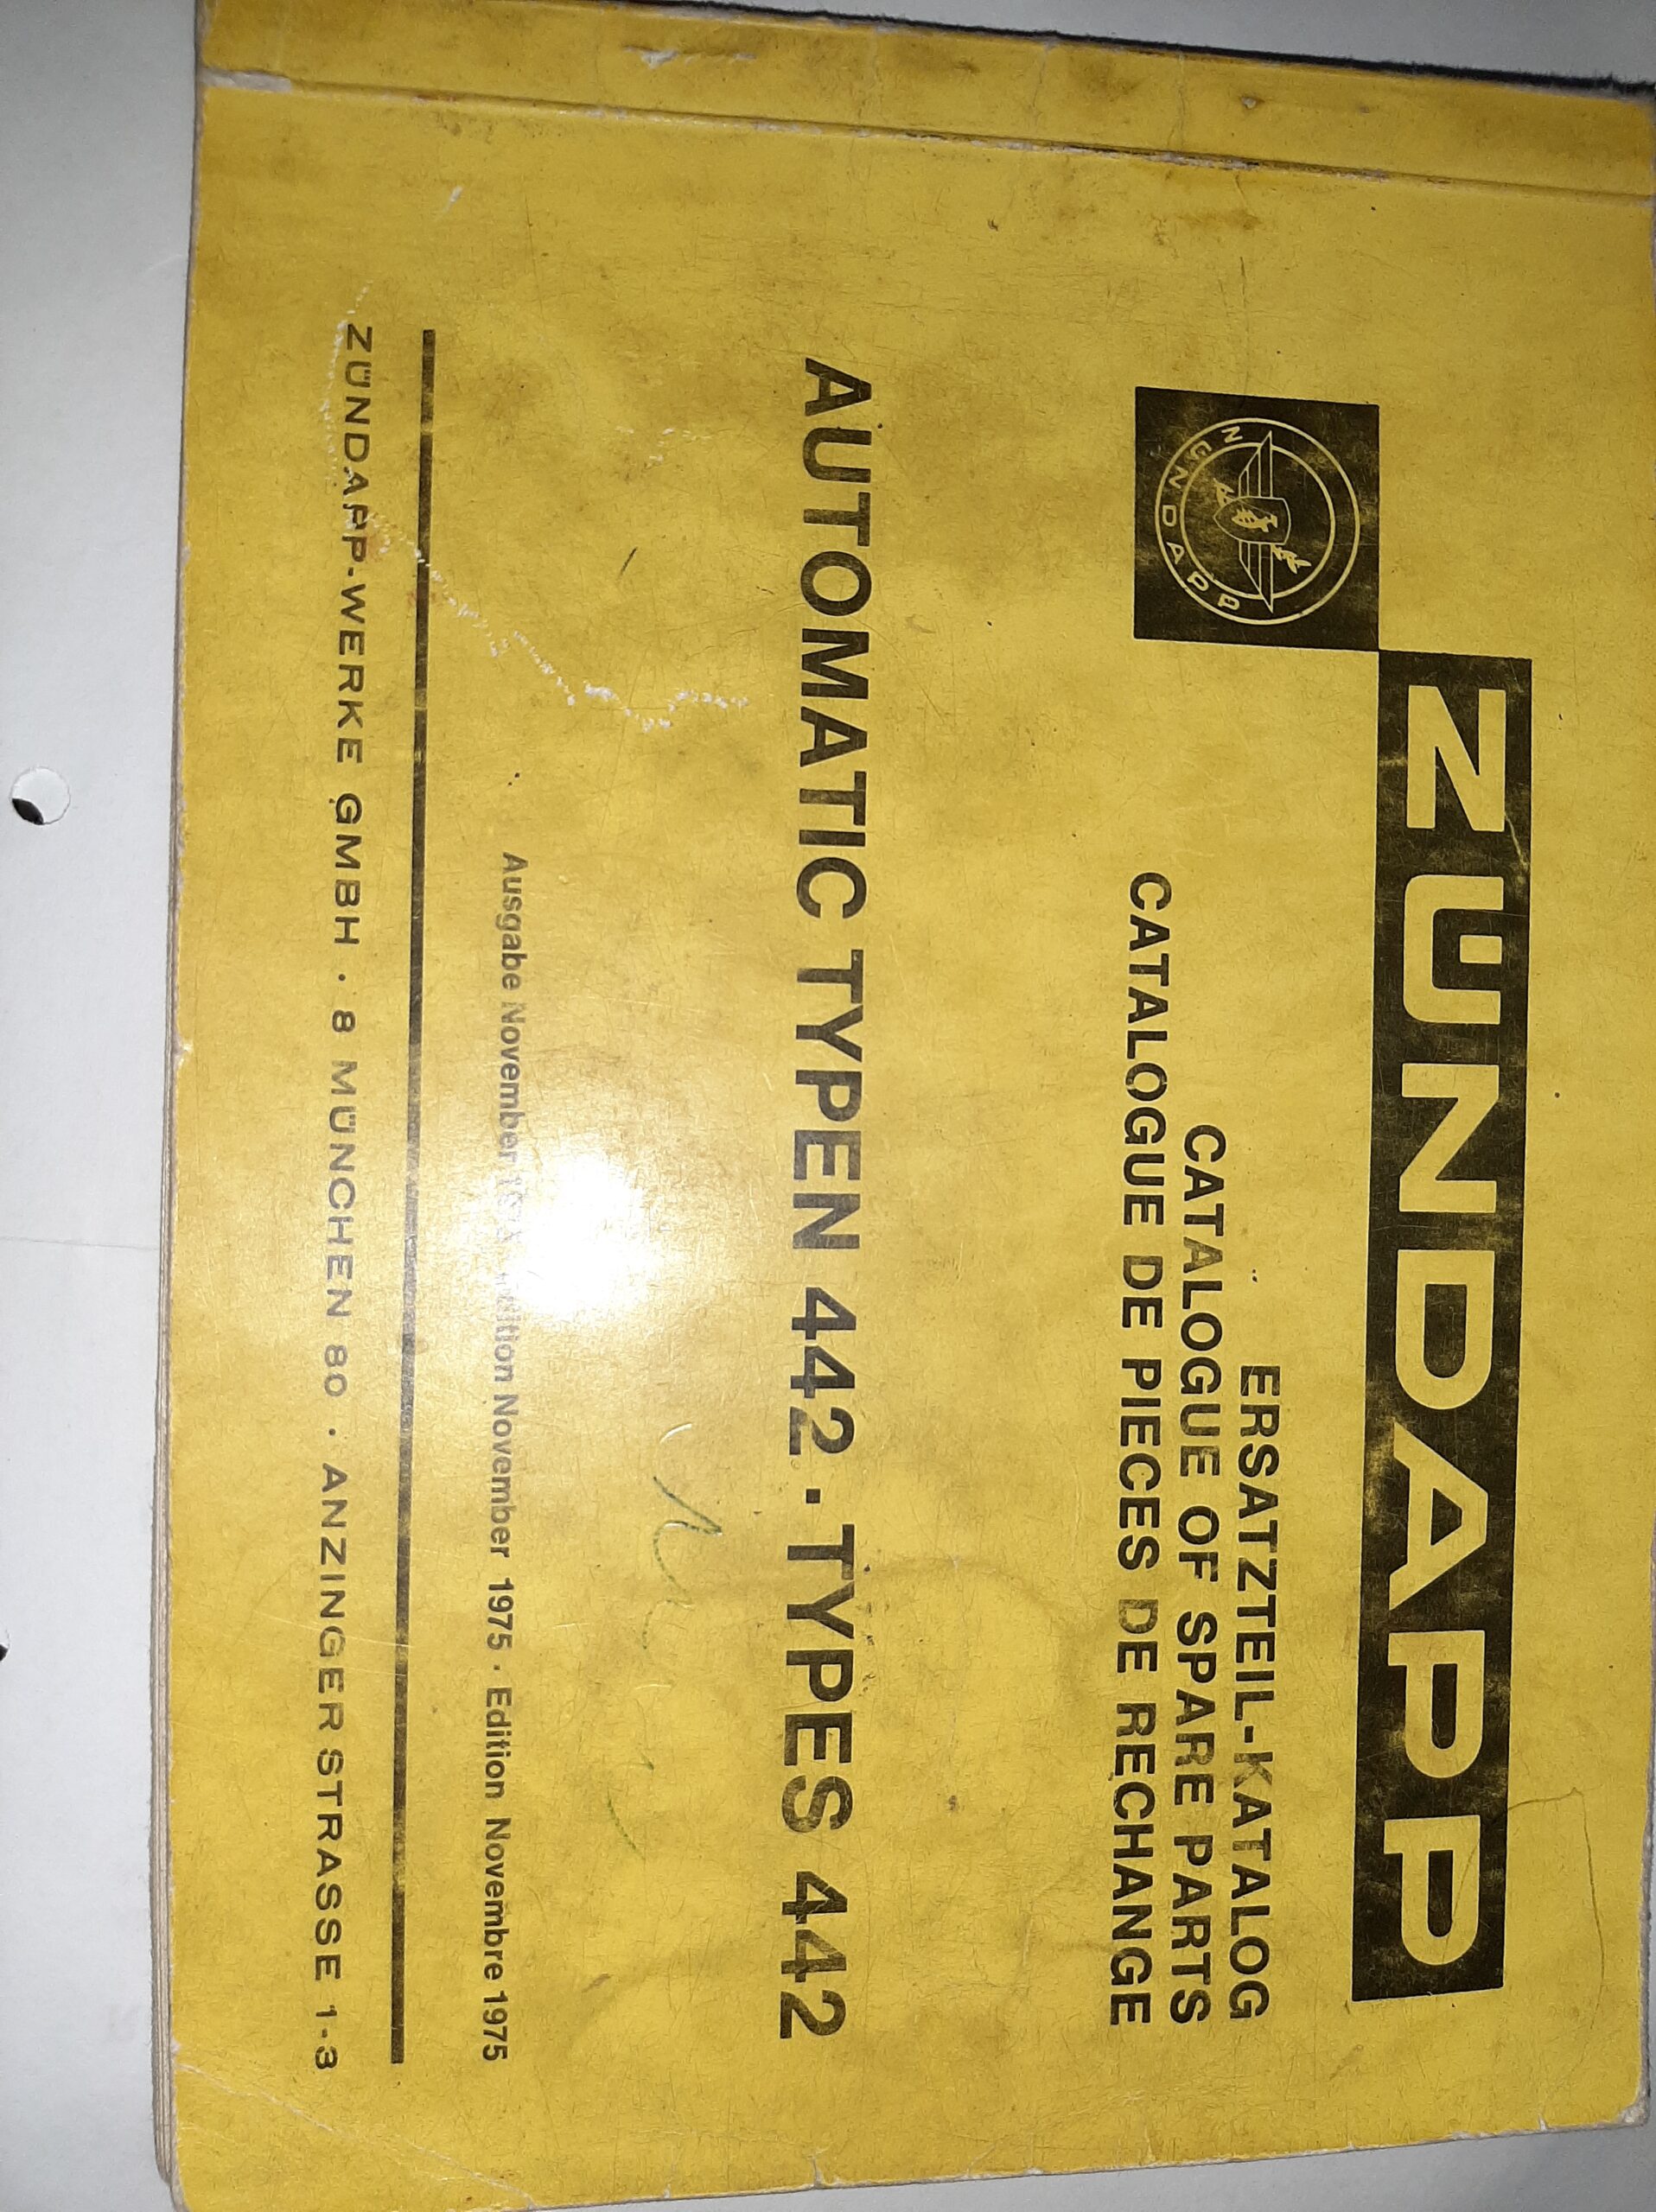 ZÜNDAPP
ZUNDAPP
ERSATZTEIL-KATALOG
CATALOGUE OF SPARE PARTS
CATALOGUE DE PIECES DE RECHANGE
AUTOMATIC TYPEN 442 · TYPES 442
Ausgabe November November 1975 · Edition Novembre 1975
ZÜNDAPP-WERKE GMBH · 8 MÜNCHEN 80 · ANZINGER STRASSE 1-3